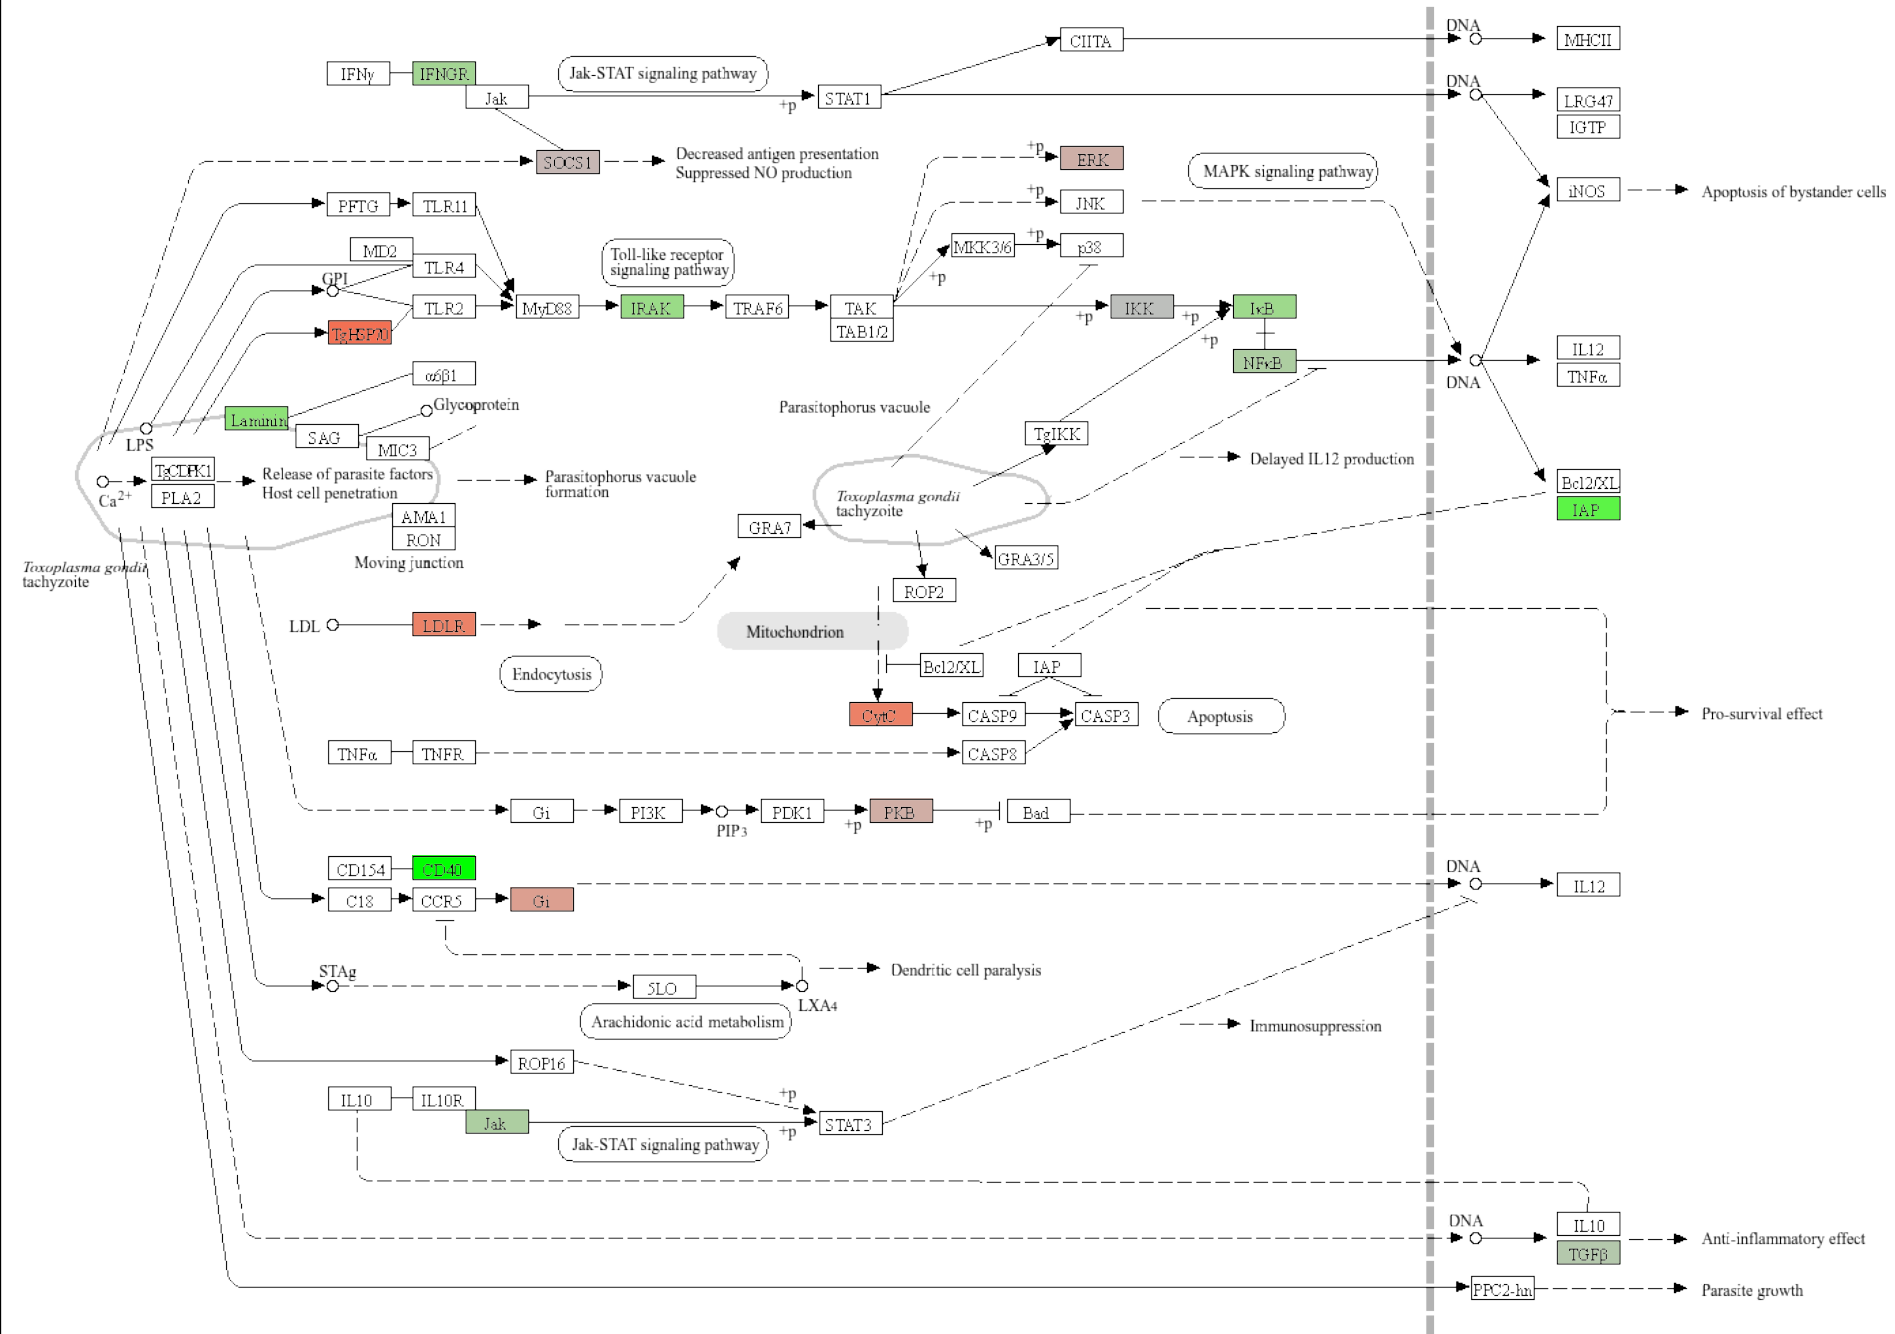 DNA
CIITA
MHCII
IFNγ
IFNGR
Jak-STAT signaling pathway
Jak
+p
STAT1
DNA
LRG47
IGTP
SOCS1
Decreased antigen presentation
Suppressed NO production
+p
ERK
MAPK signaling pathway
iNOS
Apoptosis of bystander cells
PFTG
TLR11
+p
JNK
MD2
TLR4
Toll-like receptor
signaling pathway
MKK3/6
+p
p38
+p
GPI
TLR2
MyD88
IRAK
TRAF6
TAK
TAB1/2
+p
IKK
+p
IκB
+p
TgHSP70
NFκB
IL12
TNFα
DNA
α6β1
Laminin
Glycoprotein
Parasitophorus vacuole
LPS
SAG
MIC3
TgIKK
TgCDPK1
PLA2
Ca2+
Release of parasite factors
Host cell penetration
Parasitophorus vacuole
formation
Delayed IL12 production
Bcl2/XL
IAP
Toxoplasma gondii
tachyzoite
AMA1
RON
Moving junction
GRA7
GRA3/5
ROP2
Toxoplasma gondii
tachyzoite
LDL
LDLR
Mitochondrion
Endocytosis
Bcl2/XL
IAP
CytC
CASP9
CASP3
Apoptosis
Pro-survival effect
TNFα
TNFR
CASP8
Gi
PI3K
PIP3
PDK1
+p
PKB
+p
Bad
CD154
CD40
C18
CCR5
Gi
DNA
IL12
STAg
5LO
LXA4
Dendritic cell paralysis
Arachidonic acid metabolism
Immunosuppression
ROP16
+p
IL10
IL10R
Jak
+p
STAT3
Jak-STAT signaling pathway
DNA
IL10
TGFβ
Anti-inflammatory effect
PPC2-hn
Parasite growth